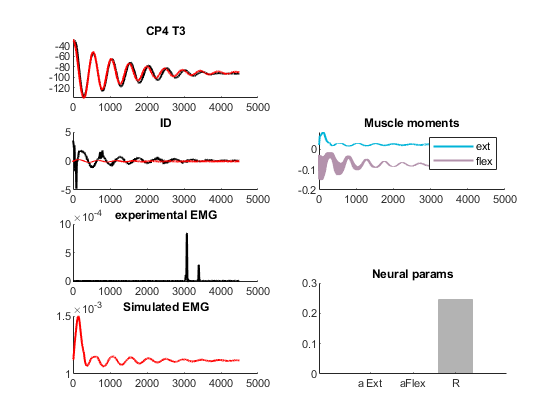 CP4 T3
-40
-60
-80
-100
-120
0 1000 2000 3000 4000 5000
ID
5
0
-5
0 1000 2000 3000 4000 5000
Muscle moments
0
-0.1
-0.2
0 1000 2000 3000 4000 5000
ext
flex
×10⁻⁴ experimental EMG
10
5
0
0 1000 2000 3000 4000 5000
×10⁻³ Simulated EMG
1.5
1
0 1000 2000 3000 4000 5000
Neural params
0.3
0.2
0.1
0
a Ext aFlex R